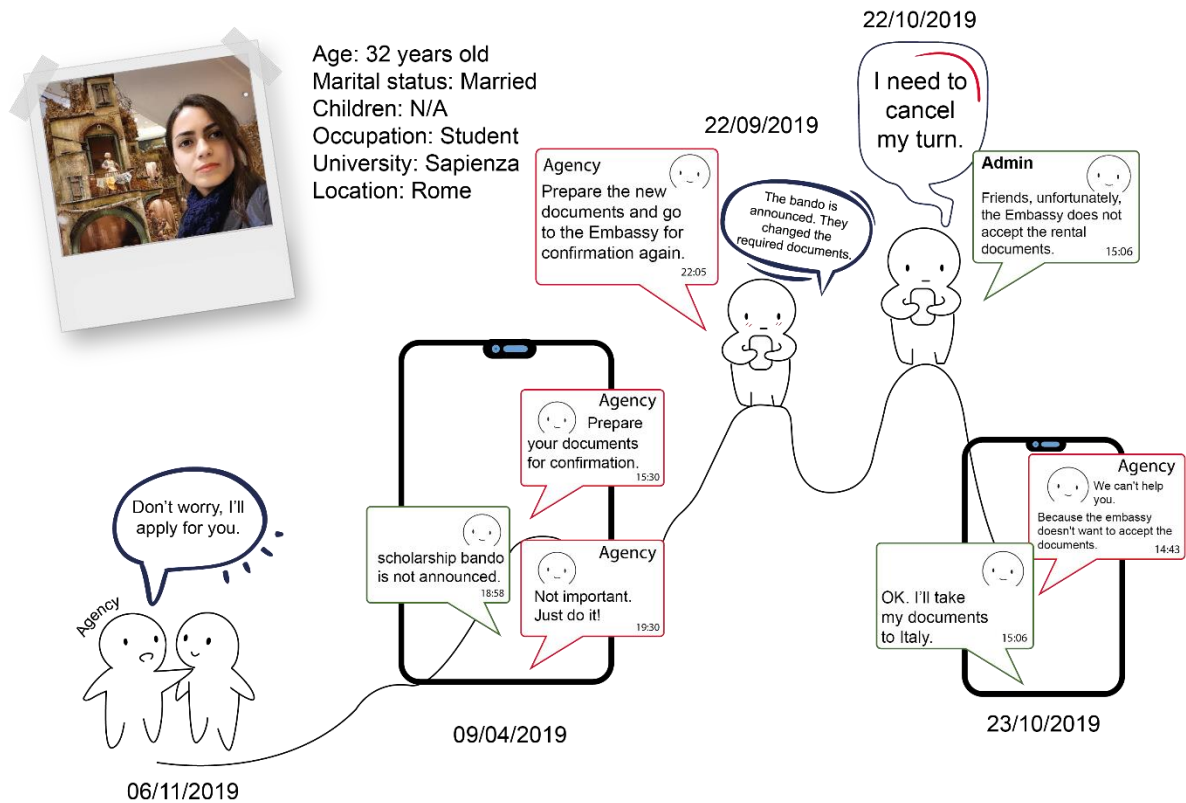 Age: 32 years old
Marital status: Married
Children: N/A
Occupation: Student
University: Sapienza
Location: Rome
Don't worry, I'll
apply for you.
Agency
06/11/2019
Agency
Prepare
your documents
for confirmation.
15:30
scholarship bando
is not announced.
18:58
Agency
Not important.
Just do it!
19:30
09/04/2019
22/09/2019
Agency
Prepare the new
documents and go
to the Embassy for
confirmation again.
22:05
The bando is
announced. They
changed the
required documents.
22/10/2019
I need to
cancel
my turn.
Admin
Friends, unfortunately,
the Embassy does not
accept the rental
documents.
15:06
Agency
We can't help
you.
Because the embassy
doesn't want to accept the
documents.
14:43
OK. I'll take
my documents
to Italy.
15:06
23/10/2019